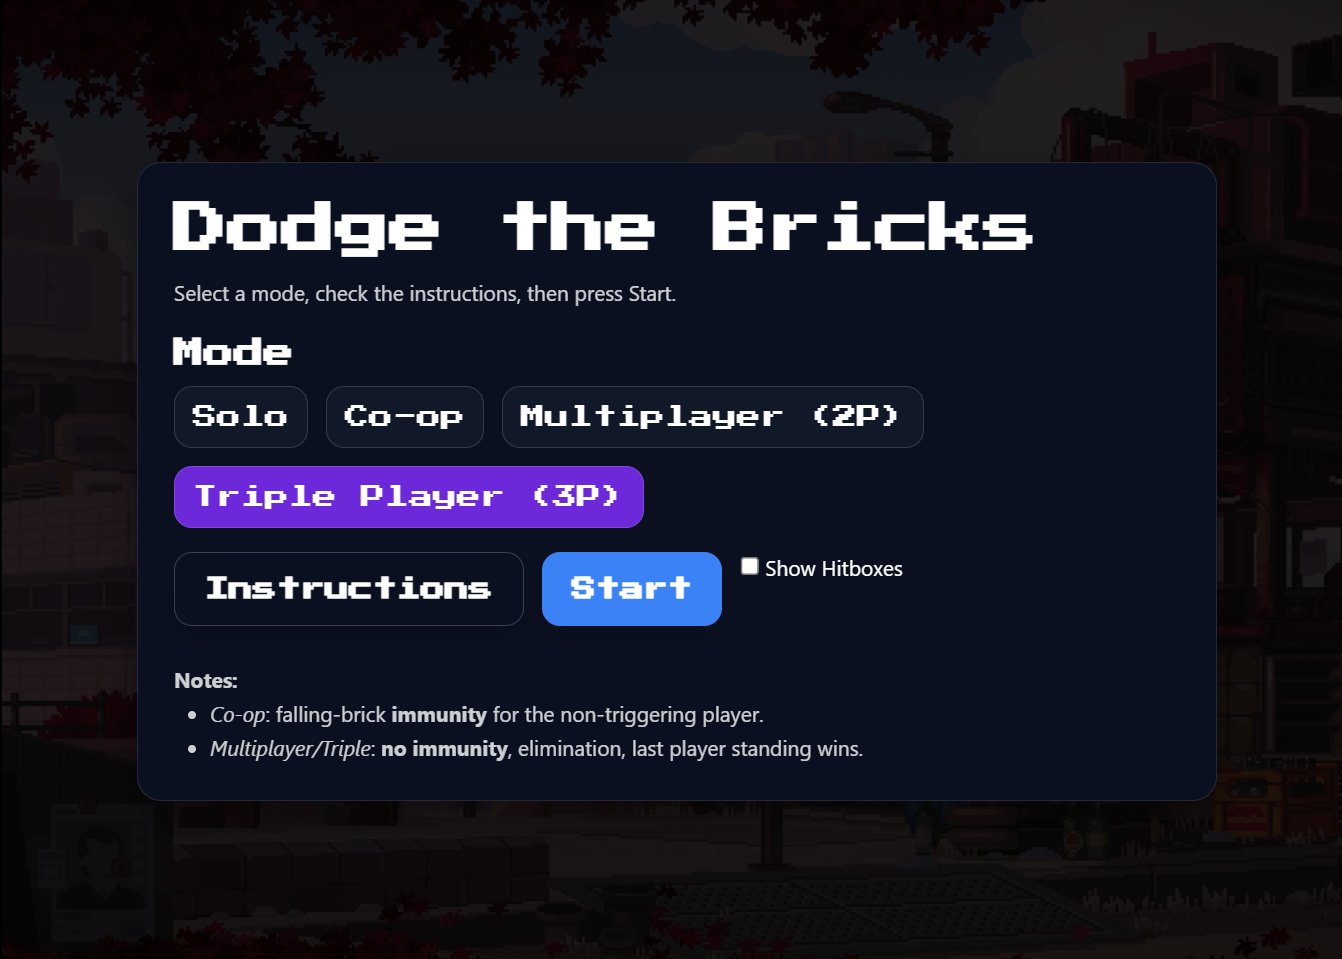 Dodge the Bricks
Select a mode, check the instructions, then press Start.
Mode
Solo Co-op Multiplayer (2P)
Triple Player (3P)
Instructions Start Show Hitboxes
Notes:
• Co-op: falling-brick immunity for the non-triggering player.
• Multiplayer/Triple: no immunity, elimination, last player standing wins.